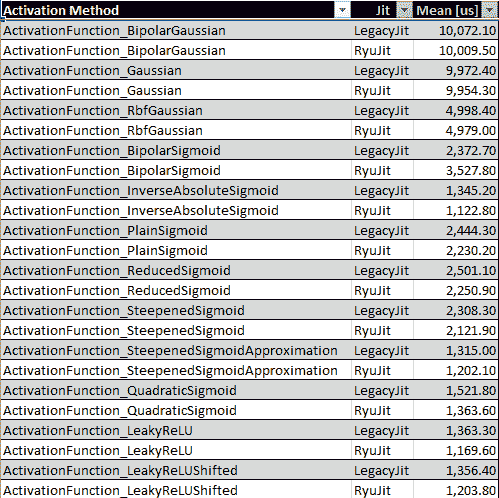 Activation Method Jit Mean [us]
ActivationFunction_BipolarGaussian LegacyJit 10,072.10
ActivationFunction_BipolarGaussian RyuJit 10,009.50
ActivationFunction_Gaussian LegacyJit 9,972.40
ActivationFunction_Gaussian RyuJit 9,954.30
ActivationFunction_RbfGaussian LegacyJit 4,998.40
ActivationFunction_RbfGaussian RyuJit 4,979.00
ActivationFunction_BipolarSigmoid LegacyJit 2,372.70
ActivationFunction_BipolarSigmoid RyuJit 3,527.80
ActivationFunction_InverseAbsoluteSigmoid LegacyJit 1,345.20
ActivationFunction_InverseAbsoluteSigmoid RyuJit 1,122.80
ActivationFunction_PlainSigmoid LegacyJit 2,444.30
ActivationFunction_PlainSigmoid RyuJit 2,230.20
ActivationFunction_ReducedSigmoid LegacyJit 2,501.10
ActivationFunction_ReducedSigmoid RyuJit 2,250.90
ActivationFunction_SteepenedSigmoid LegacyJit 2,308.30
ActivationFunction_SteepenedSigmoid RyuJit 2,121.90
ActivationFunction_SteepenedSigmoidApproximation LegacyJit 1,315.00
ActivationFunction_SteepenedSigmoidApproximation RyuJit 1,202.10
ActivationFunction_QuadraticSigmoid LegacyJit 1,521.80
ActivationFunction_QuadraticSigmoid RyuJit 1,363.60
ActivationFunction_LeakyReLU LegacyJit 1,363.30
ActivationFunction_LeakyReLU RyuJit 1,169.60
ActivationFunction_LeakyReLUShifted LegacyJit 1,356.40
ActivationFunction_LeakyReLUShifted RyuJit 1,203.80